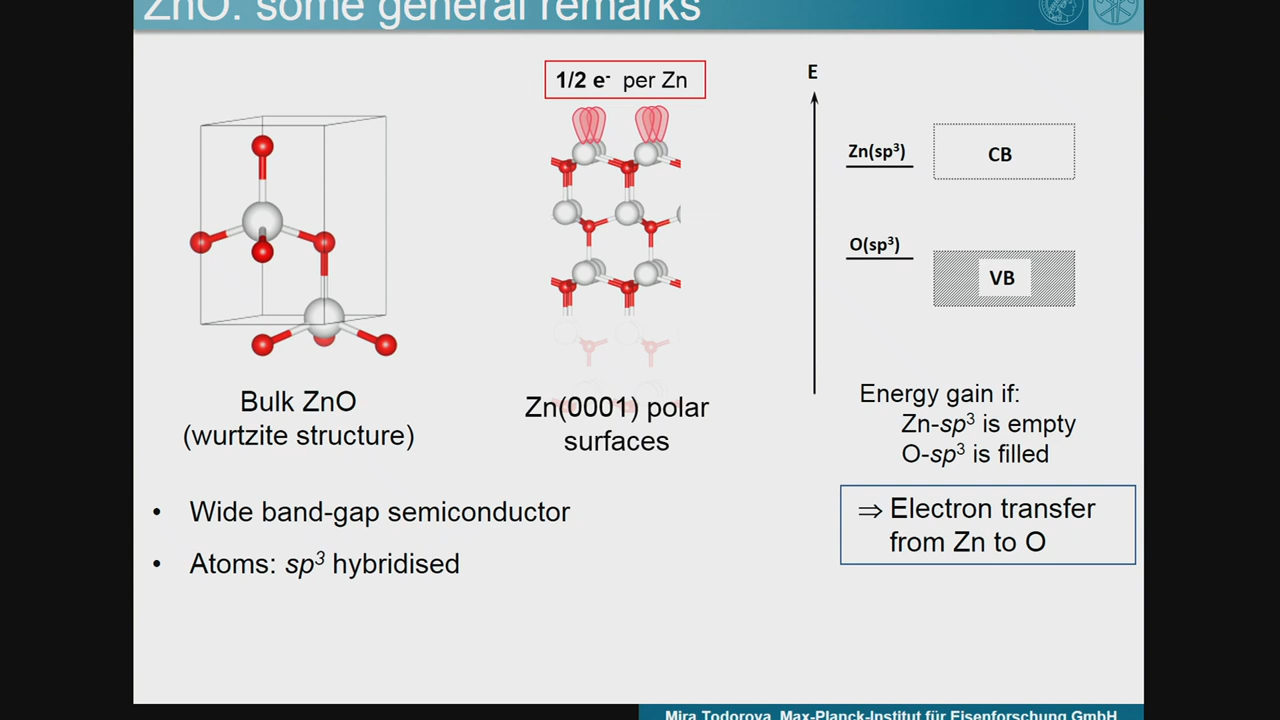 ZnO: some general remarks
1/2 e- per Zn
E
Zn(sp³)
CB
O(sp³)
VB
Bulk ZnO
(wurtzite structure)
Zn(0001) polar
surfaces
Energy gain if:
Zn-sp³ is empty
O-sp³ is filled
• Wide band-gap semiconductor
• Atoms: sp³ hybridised
⇒ Electron transfer
from Zn to O
Mira Todorova, Max-Planck-Institut für Eisenforschung GmbH